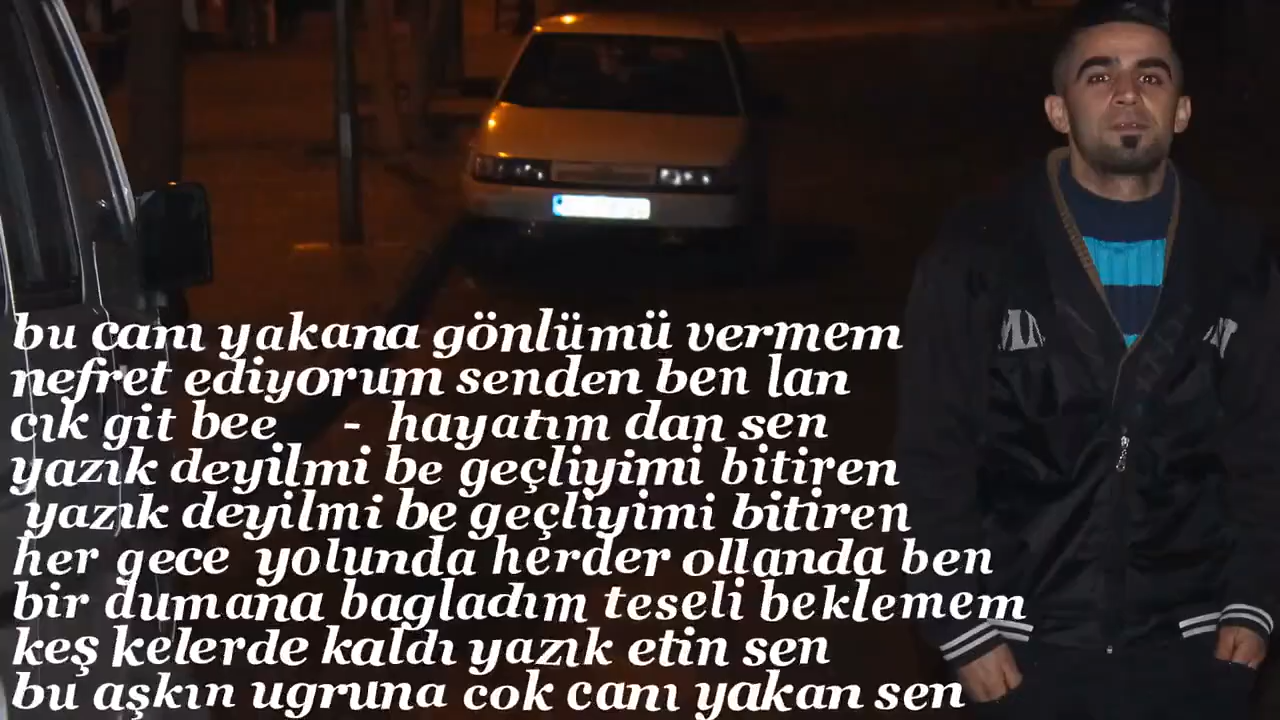 bu canı yakana gönlümü vermem
nefret ediyorum senden ben lan
cık git bee - hayatım dan sen
yazık deyilmi be geçliyimi bitiren
yazık deyilmi be geçliyimi bitiren
her gece yolunda herder ollanda ben
bir dumana bagladım teseli beklemem
keş kelerde kaldı yazık etin sen
bu aşkın ugruna cok canı yakan sen